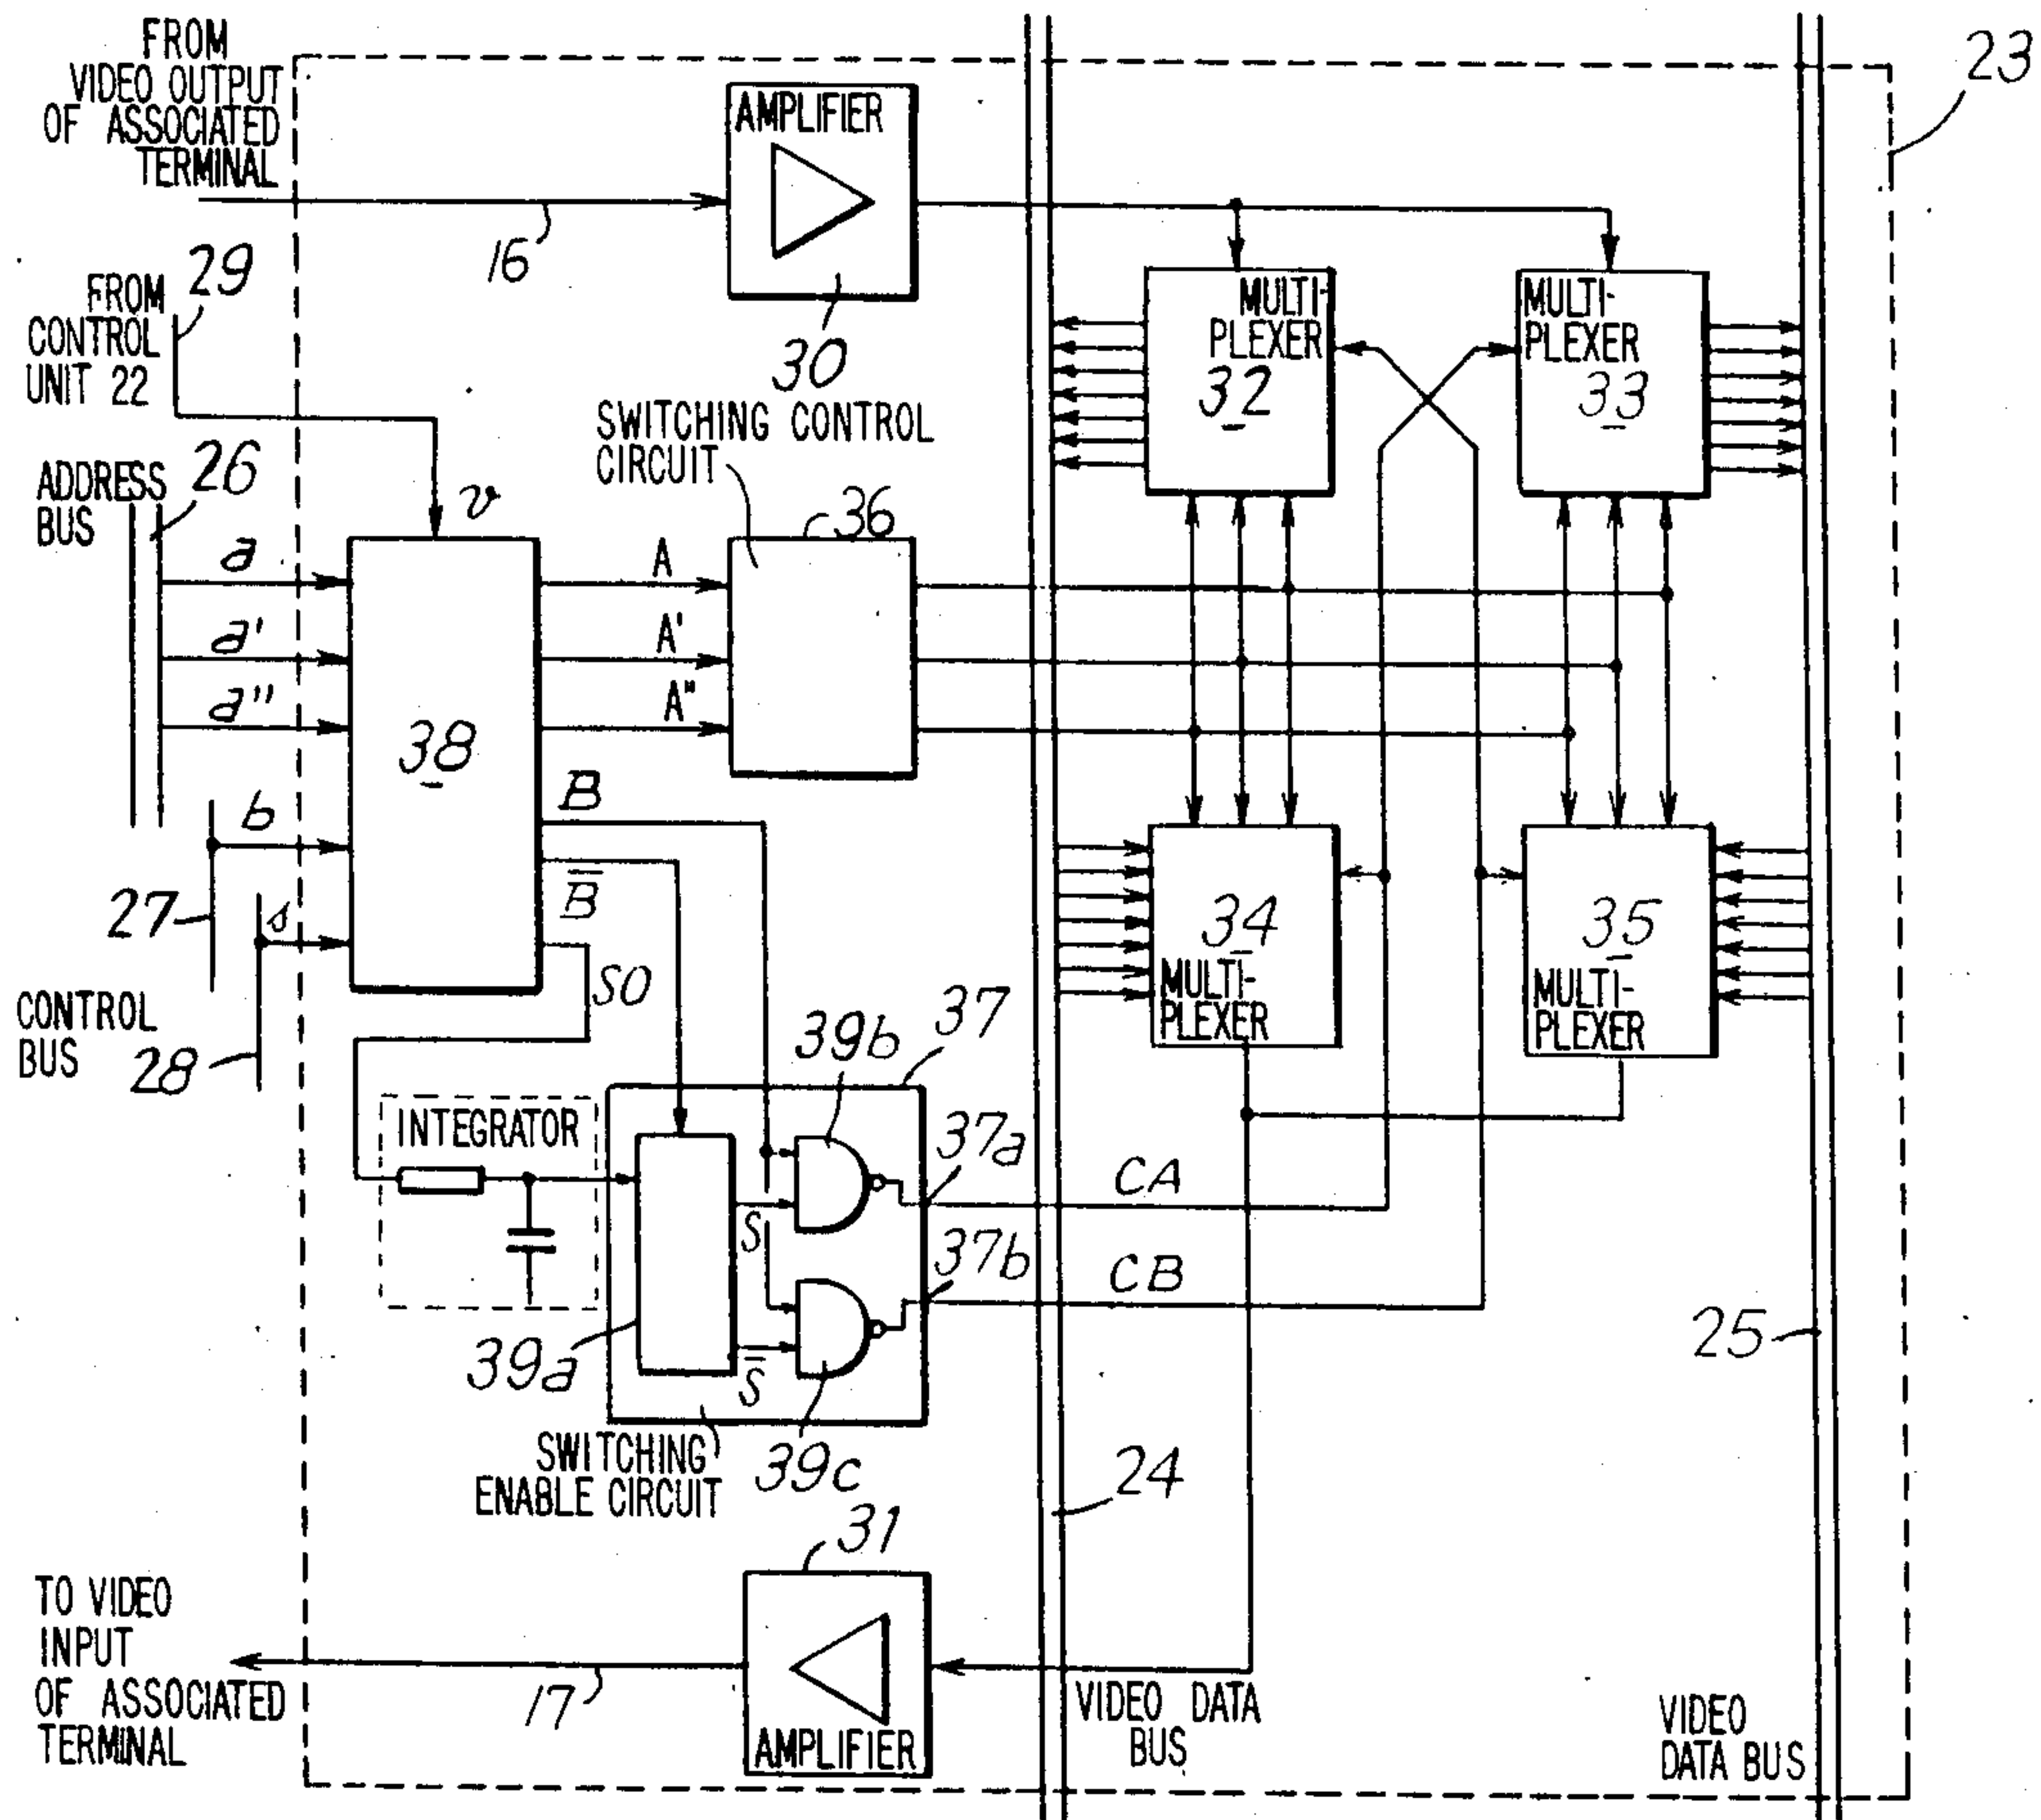 FROM
VIDEO OUTPUT
OF ASSOCIATED
TERMINAL
16
AMPLIFIER
30
23
FROM
CONTROL
UNIT 22
29
v
ADDRESS
BUS
26
a
a'
a"
b
s
27
CONTROL
BUS
28
38
A
A'
A"
B
B̅
SO
SWITCHING CONTROL
CIRCUIT
36
MULTI-
PLEXER
32
MULTI-
PLEXER
33
34
MULTI-
PLEXER
35
MULTI-
PLEXER
INTEGRATOR
39a
39b
37
37a
CA
S
37b
CB
S̅
39c
SWITCHING
ENABLE CIRCUIT
24
25
31
AMPLIFIER
17
TO VIDEO
INPUT
OF ASSOCIATED
TERMINAL
VIDEO DATA
BUS
VIDEO
DATA BUS